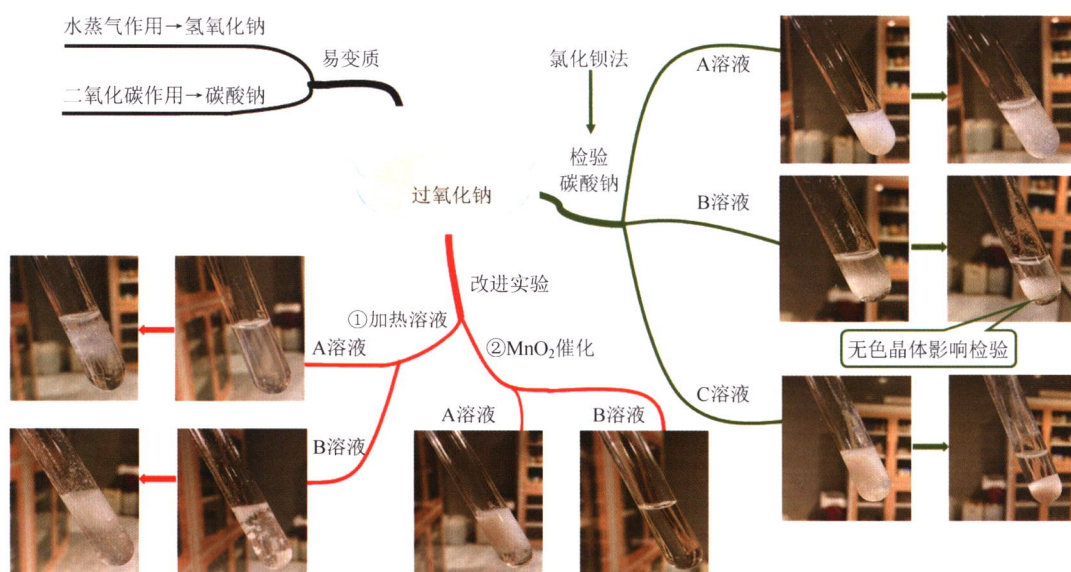 水蒸气作用→氢氧化钠
易变质
二氧化碳作用→碳酸钠
过氧化钠
氯化钡法
检验
碳酸钠
A溶液
B溶液
无色晶体影响检验
C溶液
改进实验
①加热溶液
A溶液
B溶液
②MnO₂催化
A溶液
B溶液